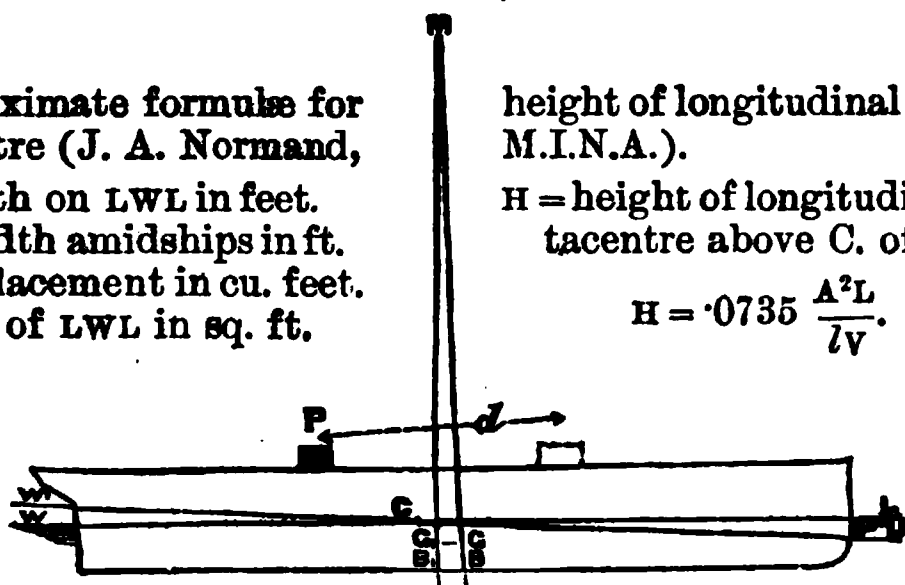 M
ximate formulæ for
tre (J. A. Normand,
th on LWL in feet.
dth amidships in ft.
lacement in cu. feet.
of LWL in sq. ft.
height of longitudinal
M.I.N.A.).
H = height of longitudi
tacentre above C. of
H = ·0735 A²L / lV.
P
d
W
C
G G
B B